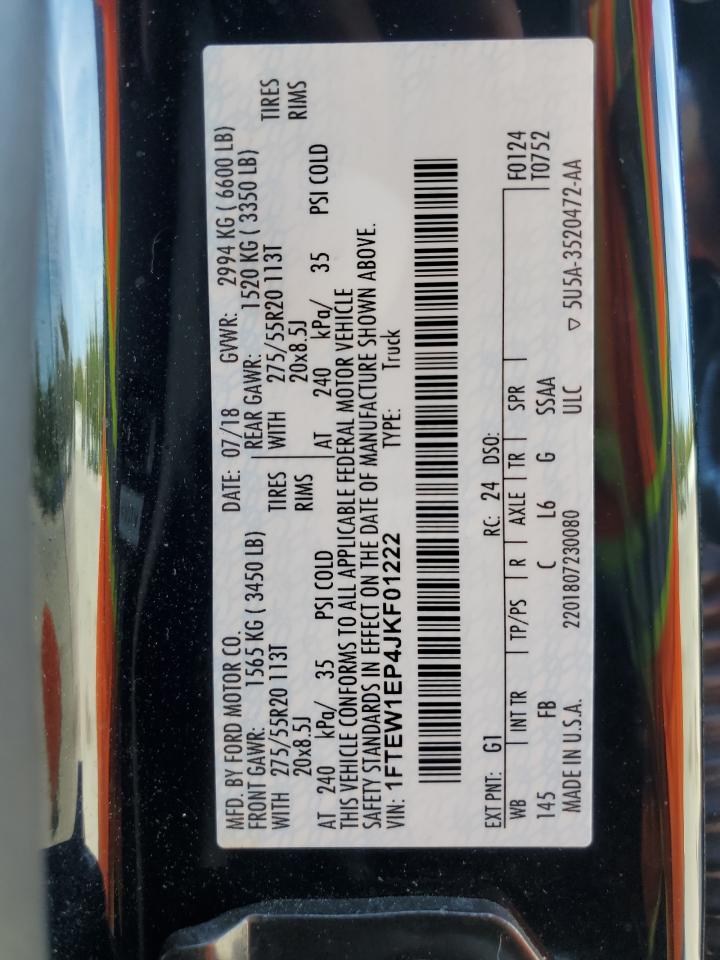 MFD. BY FORD MOTOR CO. DATE: 07/18 GVWR: 2994 KG ( 6600 LB)
FRONT GAWR: 1565 KG ( 3450 LB) REAR GAWR: 1520 KG ( 3350 LB)
WITH 275/55R20 113T TIRES WITH 275/55R20 113T TIRES
20x8.5J RIMS 20x8.5J RIMS
AT 240 kPa/ 35 PSI COLD AT 240 kPa/ 35 PSI COLD
THIS VEHICLE CONFORMS TO ALL APPLICABLE FEDERAL MOTOR VEHICLE
SAFETY STANDARDS IN EFFECT ON THE DATE OF MANUFACTURE SHOWN ABOVE.
VIN: 1FTEW1EP4JKF01222 TYPE: Truck
EXT PNT: G1 RC: 24 DSO: F0124
WB INT TR TP/PS R AXLE TR SPR T0752
145 FB C L6 G SSAA
MADE IN U.S.A. 2201807230080 ULC ▽ 5U5A-3520472-AA